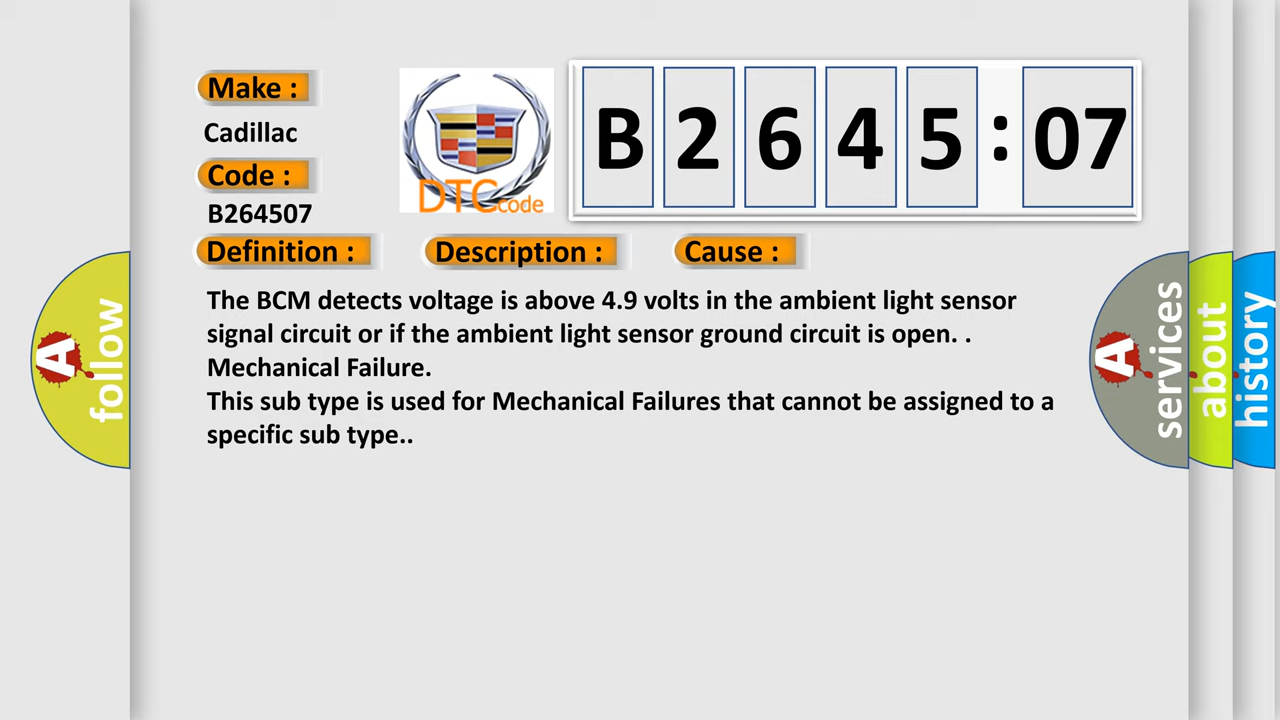 Make :
Cadillac
Code :
B264507
DTC code
B 2 6 4 5 : 07
Definition :
Description :
Cause :
The BCM detects voltage is above 4.9 volts in the ambient light sensor
signal circuit or if the ambient light sensor ground circuit is open. .
Mechanical Failure.
This sub type is used for Mechanical Failures that cannot be assigned to a
specific sub type..
A follow
A services
about
history